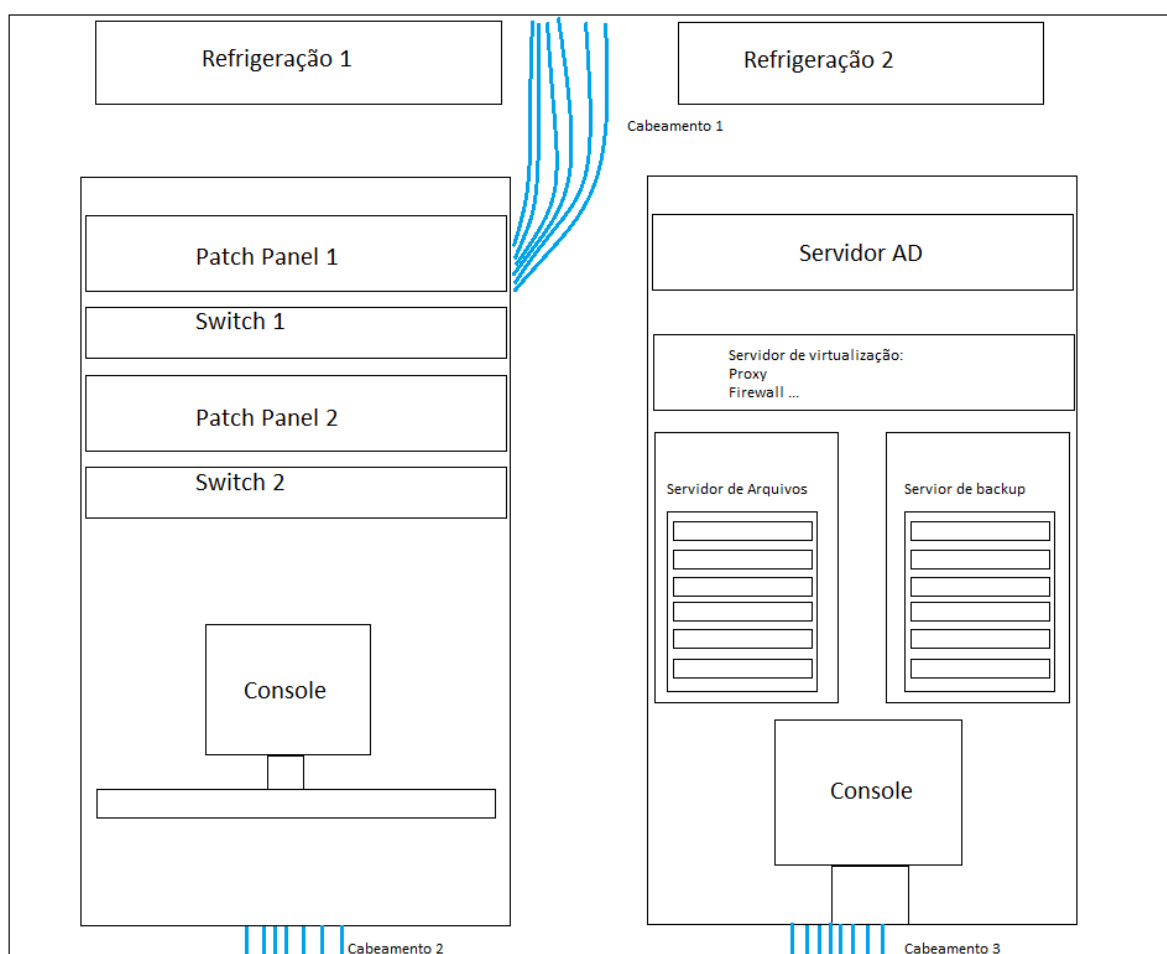 Refrigeração 1
Refrigeração 2
Cabeamento 1
Patch Panel 1
Switch 1
Patch Panel 2
Switch 2
Console
Cabeamento 2
Servidor AD
Servidor de virtualização:
Proxy
Firewall ...
Servidor de Arquivos
Servior de backup
Console
Cabeamento 3